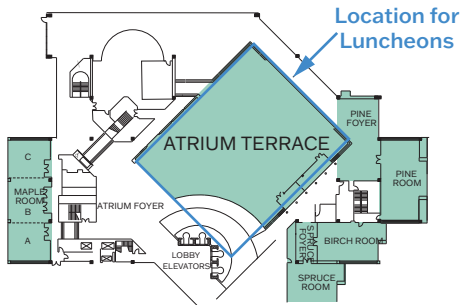 Location for
Luncheons
PINE
FOYER
ATRIUM TERRACE
C
PINE
ROOM
MAPLE
ROOM
B
ATRIUM FOYER
A
SPRUCE
FOYER
BIRCH ROOM
LOBBY
ELEVATORS
SPRUCE
ROOM